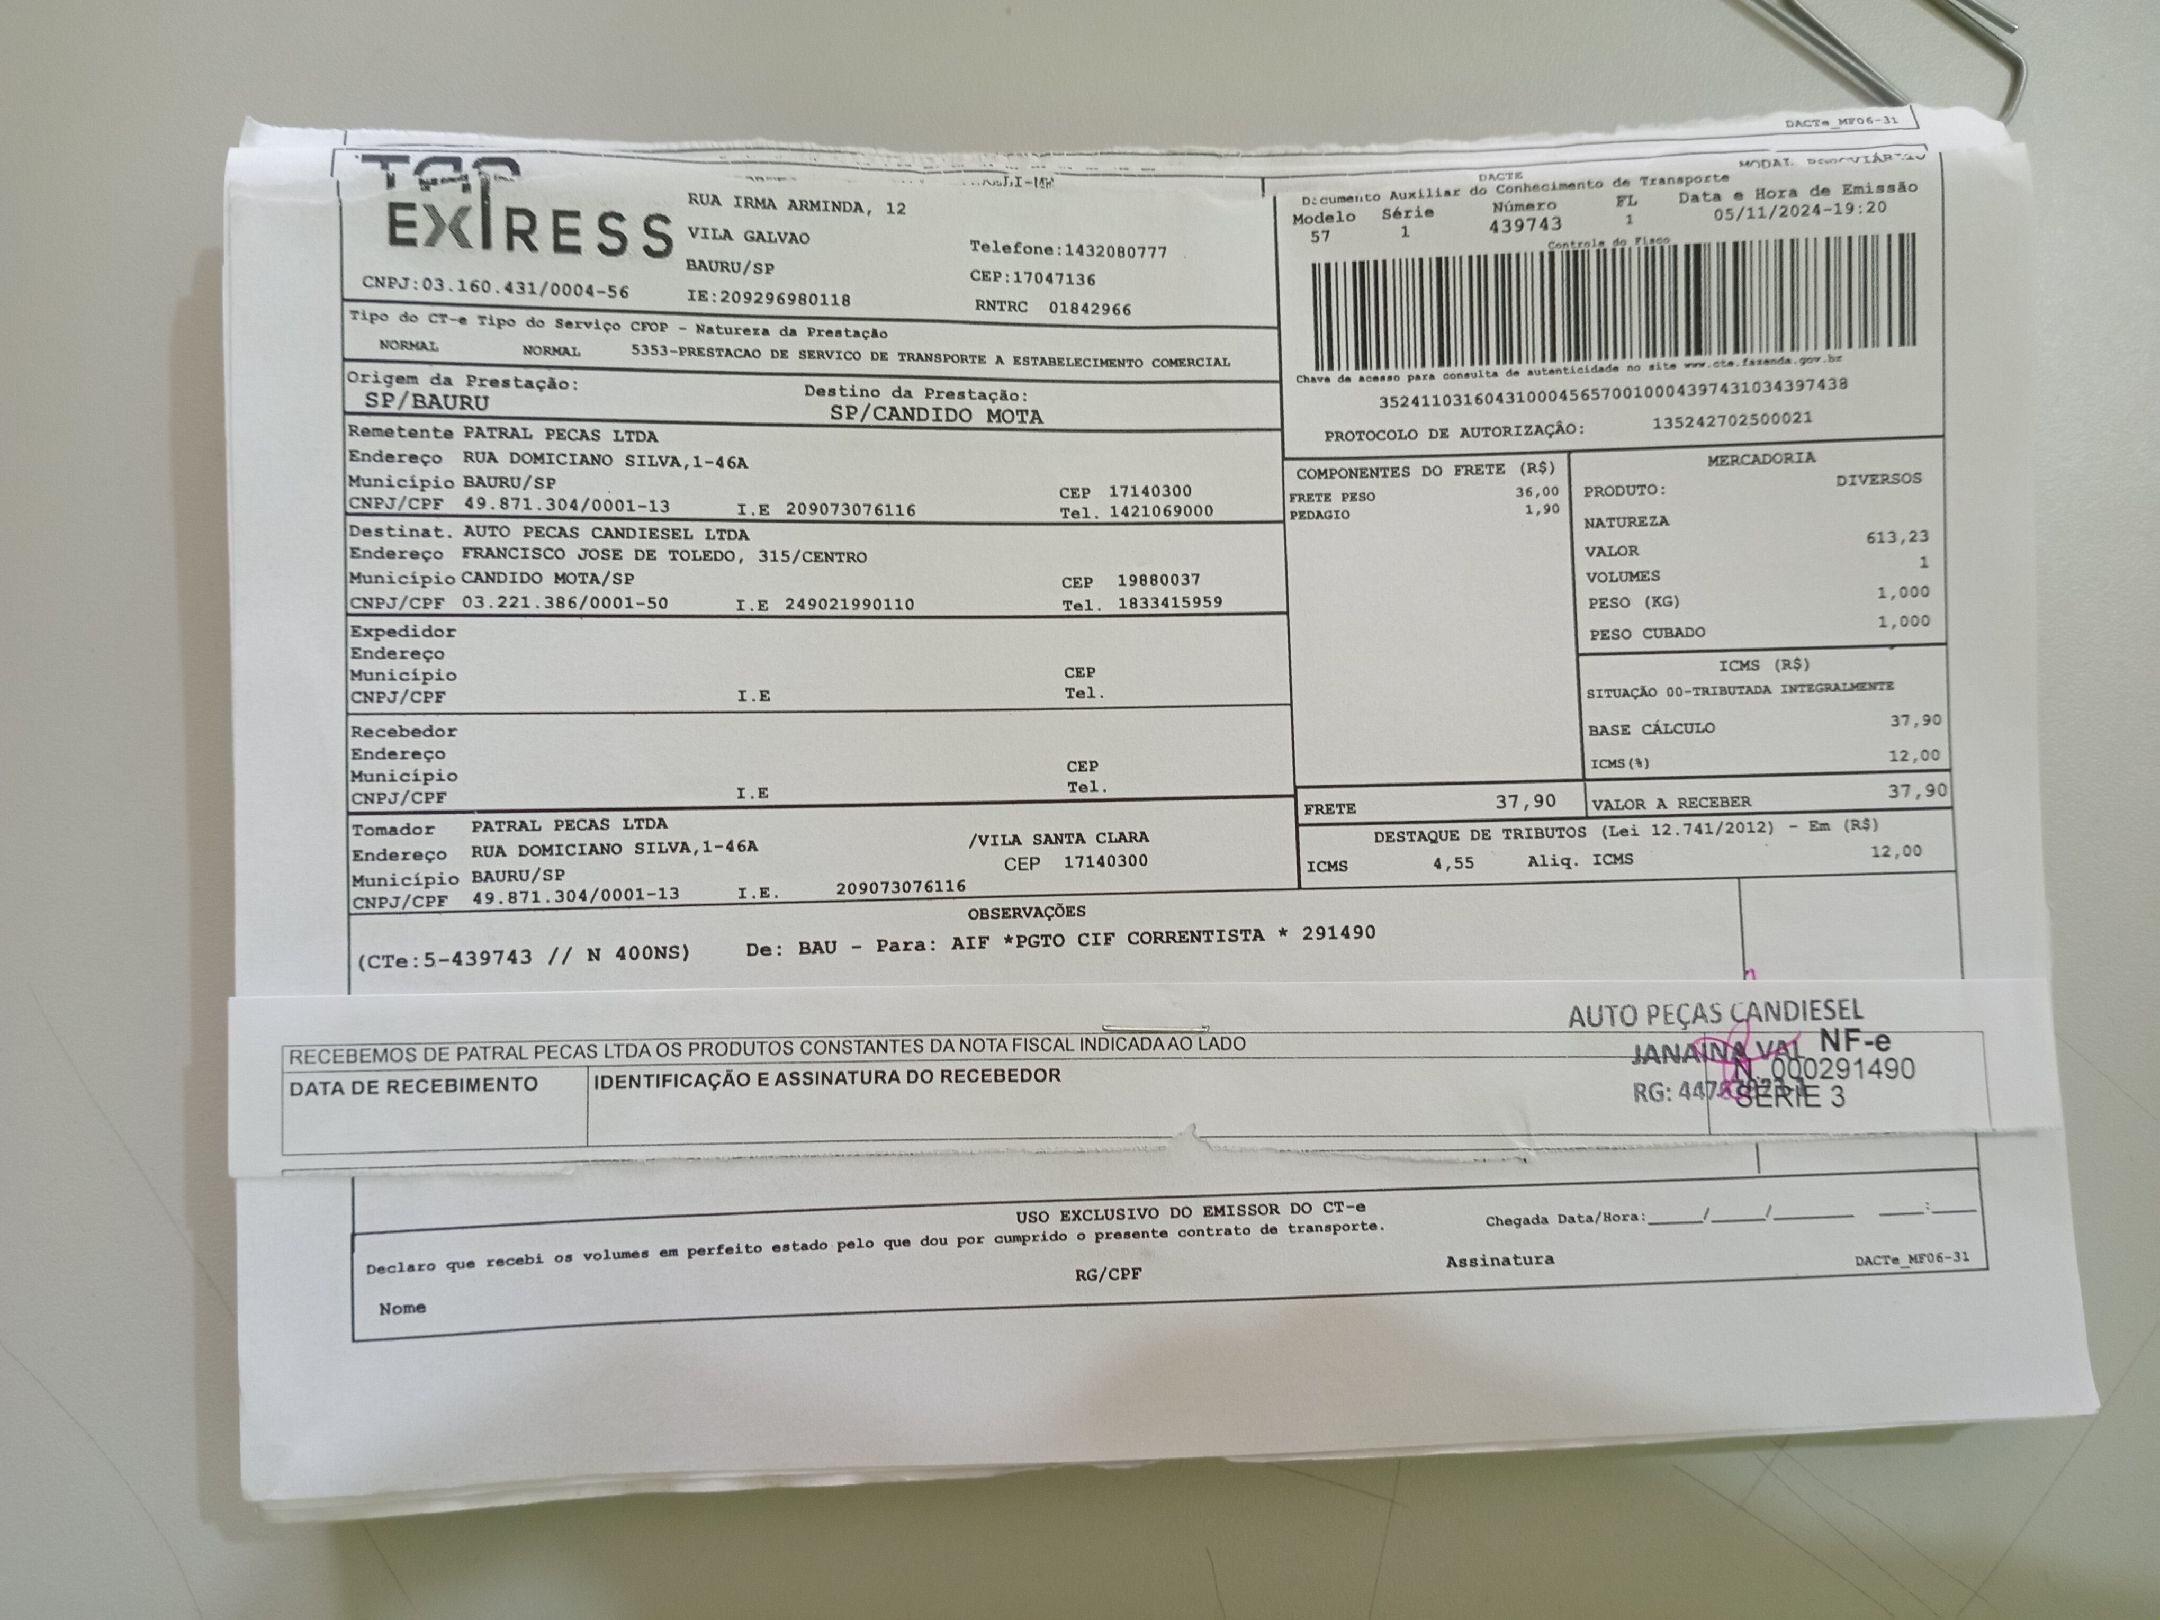 DACTe_MF06-31
EXPRESS
RUA IRMA ARMINDA, 12
VILA GALVAO
Telefone:1432080777
BAURU/SP
CEP:17047136
CNPJ:03.160.431/0004-56
IE:209296980118
RNTRC 01842966
DACTE
MODAL RODOVIÁRIO
Documento Auxiliar do Conhecimento de Transporte
Modelo Série Número FL Data e Hora de Emissão
57 1 439743 1 05/11/2024-19:20
Controle do Fisco
Chave de acesso para consulta de autenticidade no site www.cte.fazenda.gov.br
35241103160431000456570010004397431034397438
PROTOCOLO DE AUTORIZAÇÂO: 135242702500021
Tipo do CT-e Tipo do Serviço CFOP - Natureza da Prestação
NORMAL NORMAL 5353-PRESTACAO DE SERVICO DE TRANSPORTE A ESTABELECIMENTO COMERCIAL
Origem da Prestação: Destino da Prestação:
SP/BAURU SP/CANDIDO MOTA
Remetente PATRAL PECAS LTDA
Endereço RUA DOMICIANO SILVA,1-46A
Município BAURU/SP CEP 17140300
CNPJ/CPF 49.871.304/0001-13 I.E 209073076116 Tel. 1421069000
Destinat. AUTO PECAS CANDIESEL LTDA
Endereço FRANCISCO JOSE DE TOLEDO, 315/CENTRO
Município CANDIDO MOTA/SP CEP 19880037
CNPJ/CPF 03.221.386/0001-50 I.E 249021990110 Tel. 1833415959
Expedidor
Endereço
Município CEP
CNPJ/CPF I.E Tel.
Recebedor
Endereço
Município CEP
CNPJ/CPF I.E Tel.
Tomador PATRAL PECAS LTDA
Endereço RUA DOMICIANO SILVA,1-46A /VILA SANTA CLARA
Município BAURU/SP CEP 17140300
CNPJ/CPF 49.871.304/0001-13 I.E. 209073076116
COMPONENTES DO FRETE (R$)
FRETE PESO 36,00
PEDAGIO 1,90
MERCADORIA
PRODUTO: DIVERSOS
NATUREZA
VALOR 613,23
VOLUMES 1
PESO (KG) 1,000
PESO CUBADO 1,000
ICMS (R$)
SITUAÇÃO 00-TRIBUTADA INTEGRALMENTE
BASE CÁLCULO 37,90
ICMS(%) 12,00
FRETE 37,90 VALOR A RECEBER 37,90
DESTAQUE DE TRIBUTOS (Lei 12.741/2012) - Em (R$)
ICMS 4,55 Aliq. ICMS 12,00
OBSERVAÇÕES
(CTe:5-439743 // N 400NS) De: BAU - Para: AIF *PGTO CIF CORRENTISTA * 291490
AUTO PEÇAS CANDIESEL
JANAINA VAL
RG:
RECEBEMOS DE PATRAL PECAS LTDA OS PRODUTOS CONSTANTES DA NOTA FISCAL INDICADA AO LADO
DATA DE RECEBIMENTO IDENTIFICAÇÃO E ASSINATURA DO RECEBEDOR
NF-e
N. 000291490
SÉRIE 3
USO EXCLUSIVO DO EMISSOR DO CT-e
Declaro que recebi os volumes em perfeito estado pelo que dou por cumprido o presente contrato de transporte.
Chegada Data/Hora:_____/_____/_______ ____:____
Nome RG/CPF Assinatura
DACTe_MF06-31